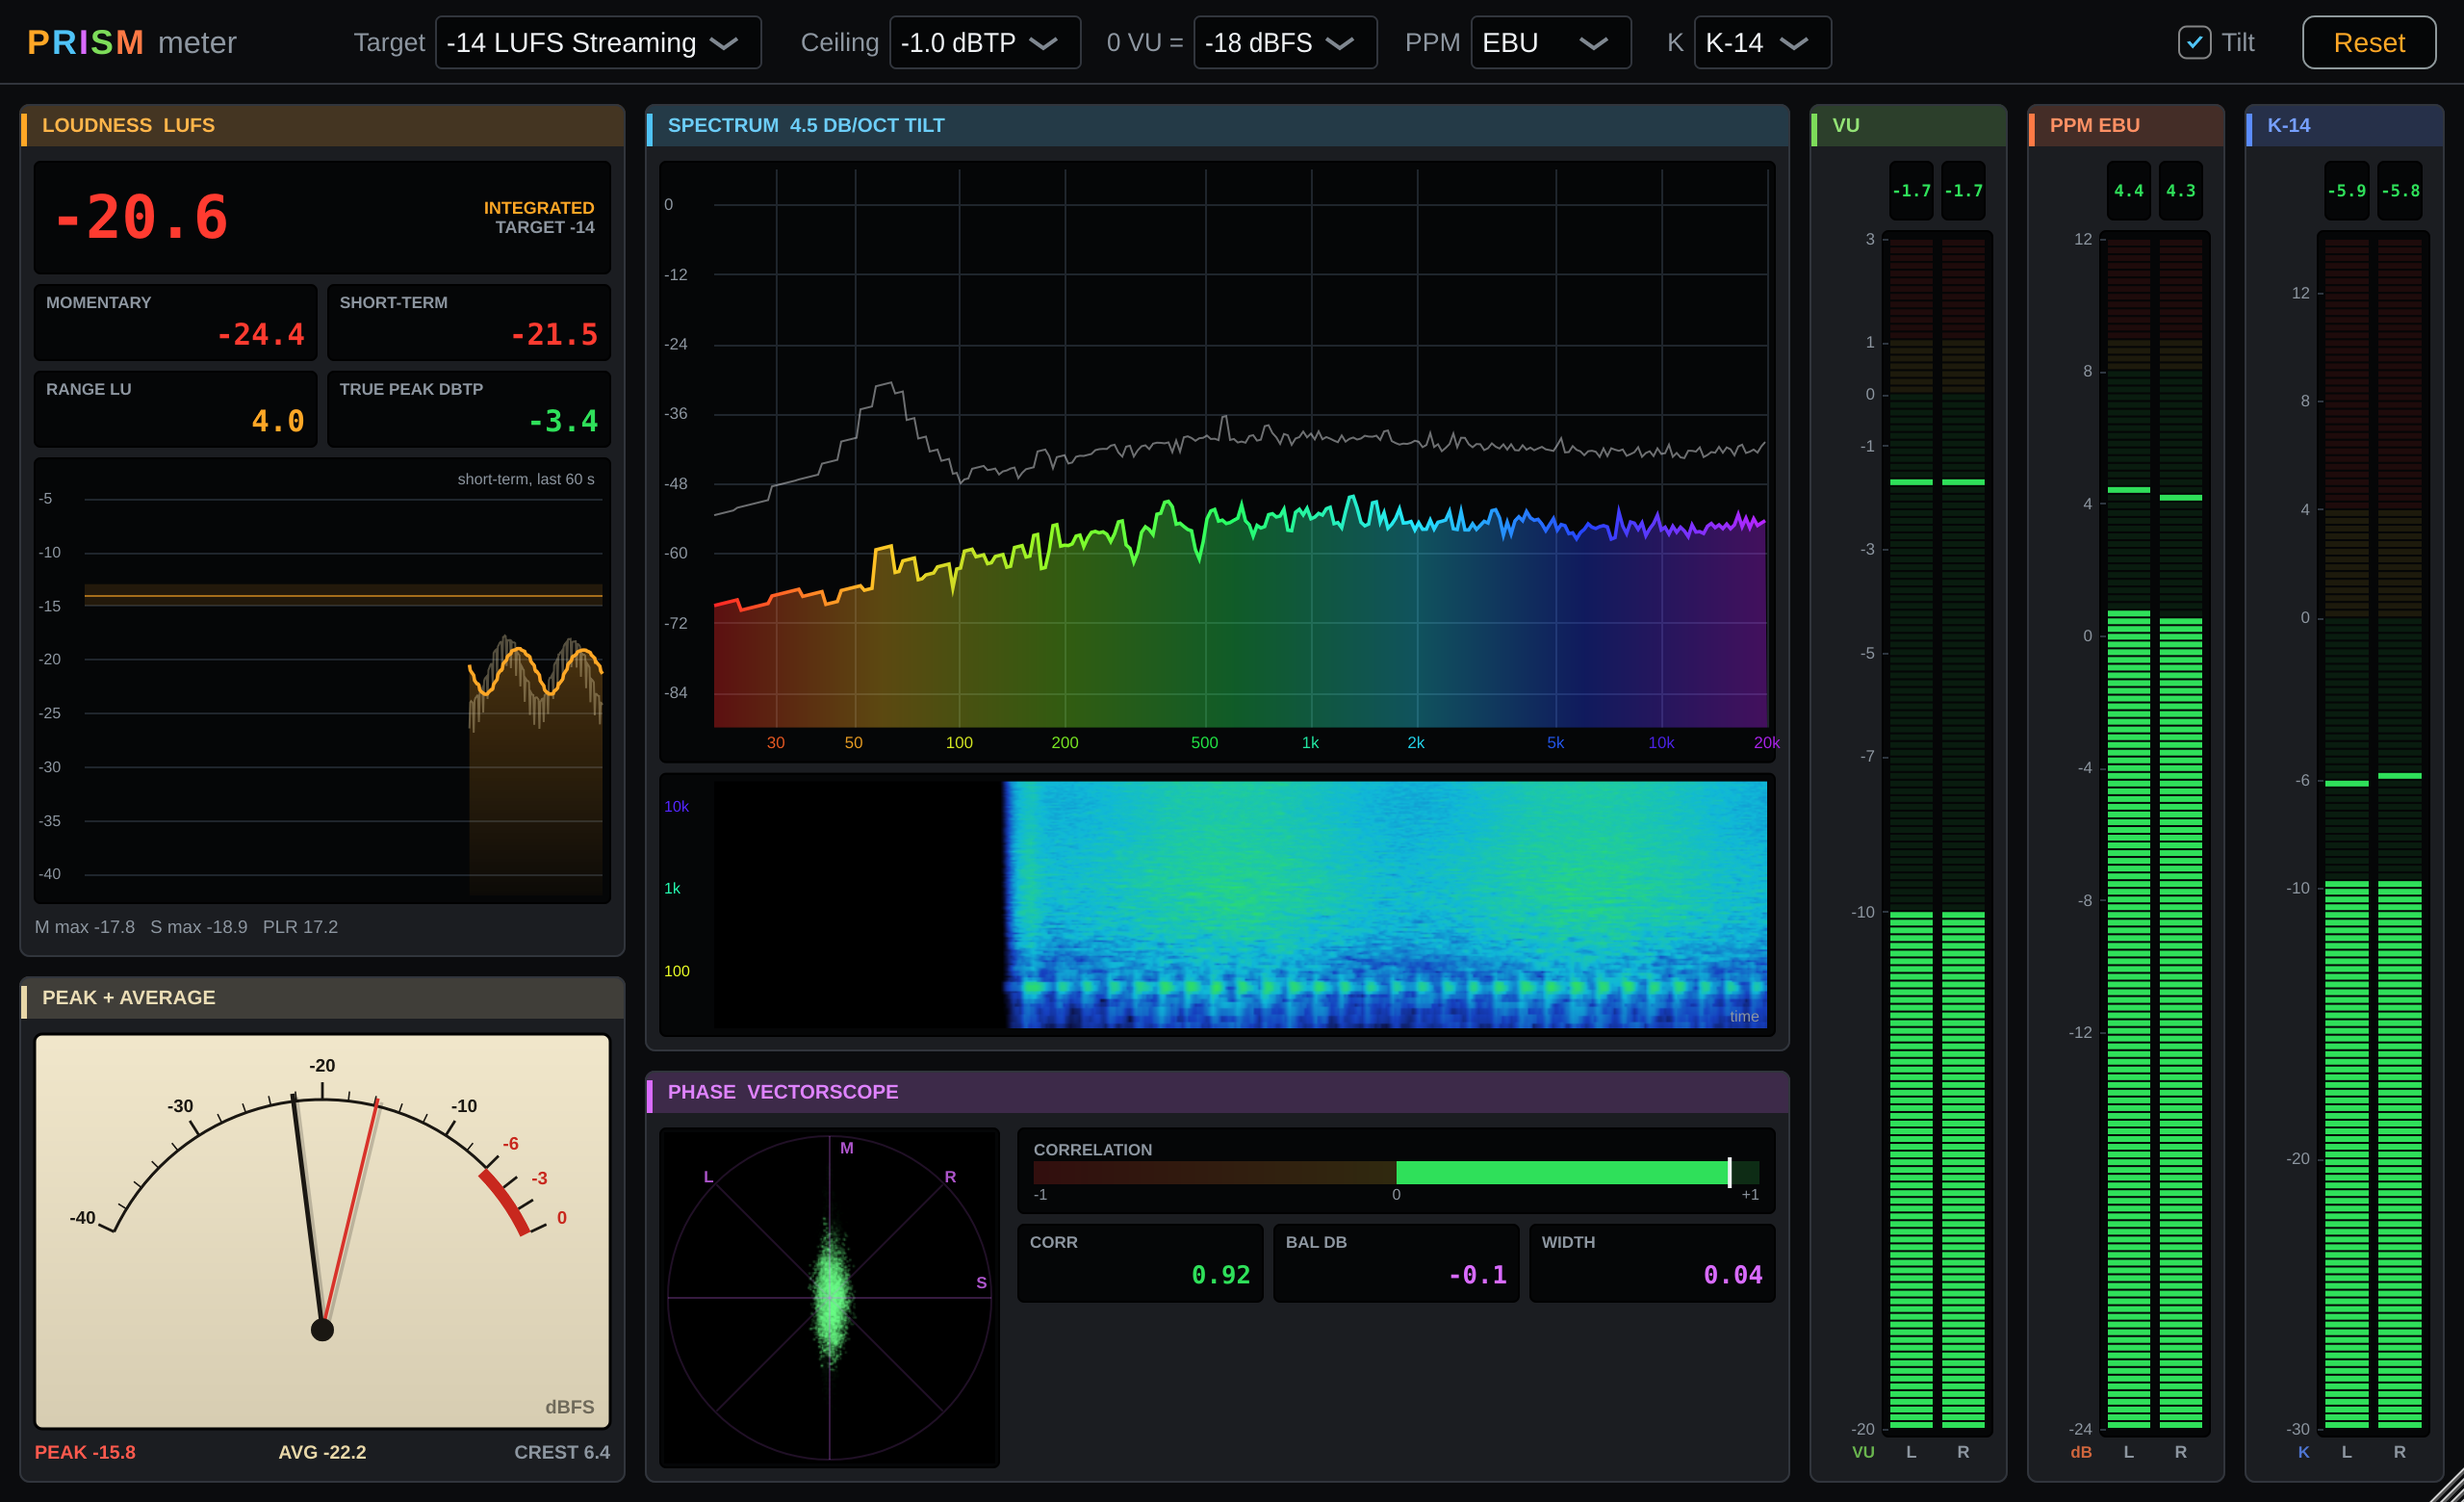 PRISM meter
Target -14 LUFS Streaming
Ceiling -1.0 dBTP
0 VU = -18 dBFS
PPM EBU
K K-14
Tilt
Reset
LOUDNESS LUFS
-20.6
INTEGRATED
TARGET -14
MOMENTARY
-24.4
SHORT-TERM
-21.5
RANGE LU
4.0
TRUE PEAK DBTP
-3.4
short-term, last 60 s
-5
-10
-15
-20
-25
-30
-35
-40
M max -17.8 S max -18.9 PLR 17.2
PEAK + AVERAGE
-40
-30
-20
-10
-6
-3
0
dBFS
PEAK -15.8 AVG -22.2 CREST 6.4
SPECTRUM 4.5 DB/OCT TILT
0
-12
-24
-36
-48
-60
-72
-84
30 50 100 200 500 1k 2k 5k 10k 20k
10k
1k
100
time
PHASE VECTORSCOPE
M
L
R
S
CORRELATION
-1 0 +1
CORR
0.92
BAL DB
-0.1
WIDTH
0.04
VU
-1.7 -1.7
3
1
0
-1
-3
-5
-7
-10
-20
VU L R
PPM EBU
4.4 4.3
12
8
4
0
-4
-8
-12
-24
dB L R
K-14
-5.9 -5.8
12
8
4
0
-6
-10
-20
-30
K L R